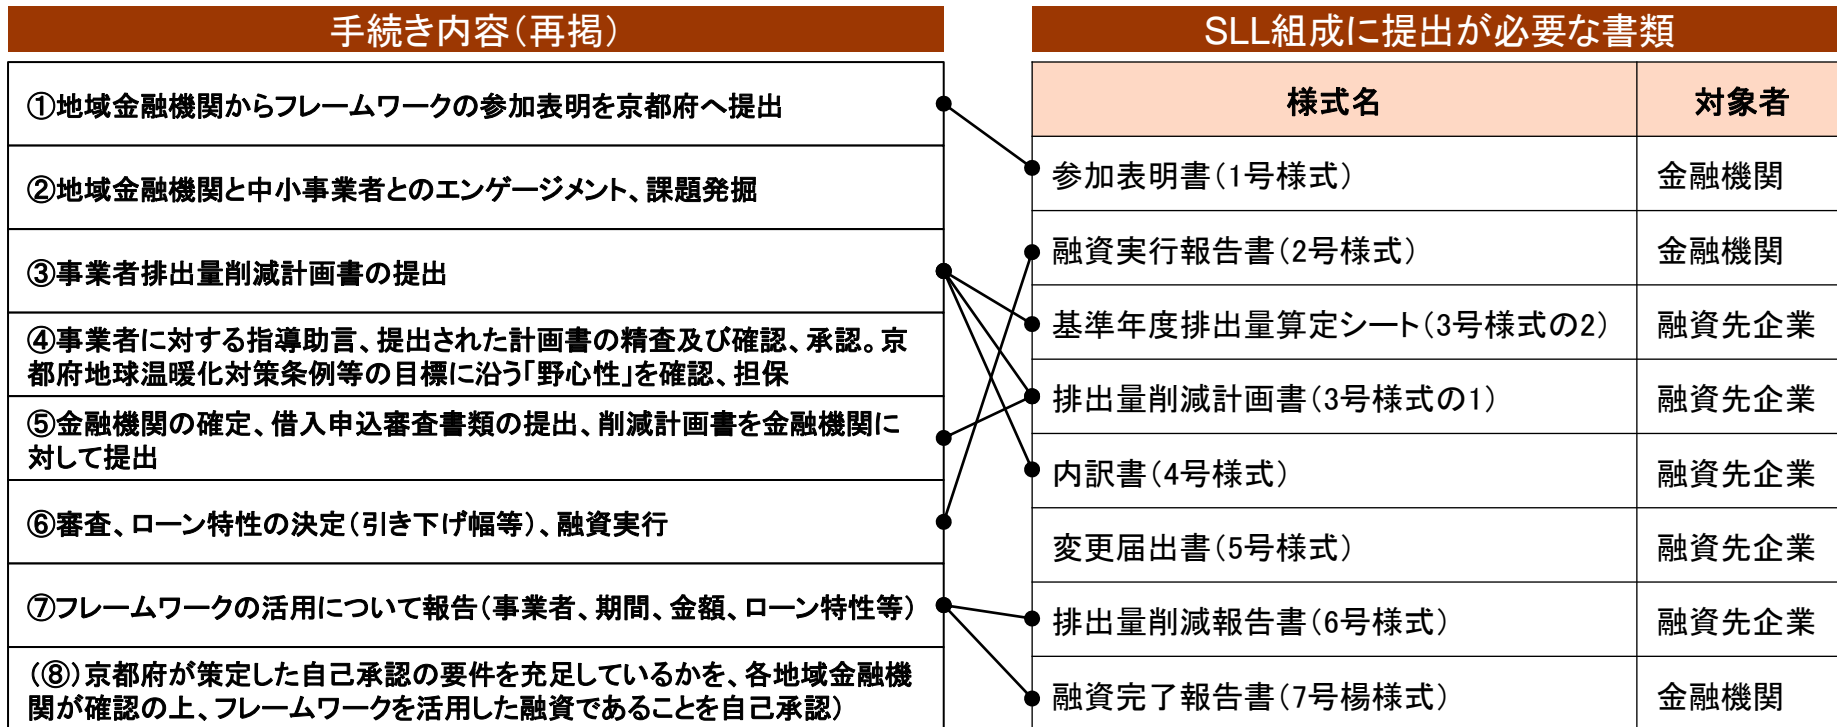 手続き内容（再掲）
①地域金融機関からフレームワークの参加表明を京都府へ提出
②地域金融機関と中小事業者とのエンゲージメント、課題発掘
③事業者排出量削減計画書の提出
④事業者に対する指導助言、提出された計画書の精査及び確認、承認。京
都府地球温暖化対策条例等の目標に沿う「野心性」を確認、担保
⑤金融機関の確定、借入申込審査書類の提出、削減計画書を金融機関に
対して提出
⑥審査、ローン特性の決定（引き下げ幅等）、融資実行
⑦フレームワークの活用について報告（事業者、期間、金額、ローン特性等）
（⑧）京都府が策定した自己承認の要件を充足しているかを、各地域金融機
関が確認の上、フレームワークを活用した融資であることを自己承認）
SLL組成に提出が必要な書類
様式名 対象者
参加表明書（1号様式） 金融機関
融資実行報告書（2号様式） 金融機関
基準年度排出量算定シート（3号様式の2） 融資先企業
排出量削減計画書（3号様式の1） 融資先企業
内訳書（4号様式） 融資先企業
変更届出書（5号様式） 融資先企業
排出量削減報告書（6号様式） 融資先企業
融資完了報告書（7号楊様式） 金融機関